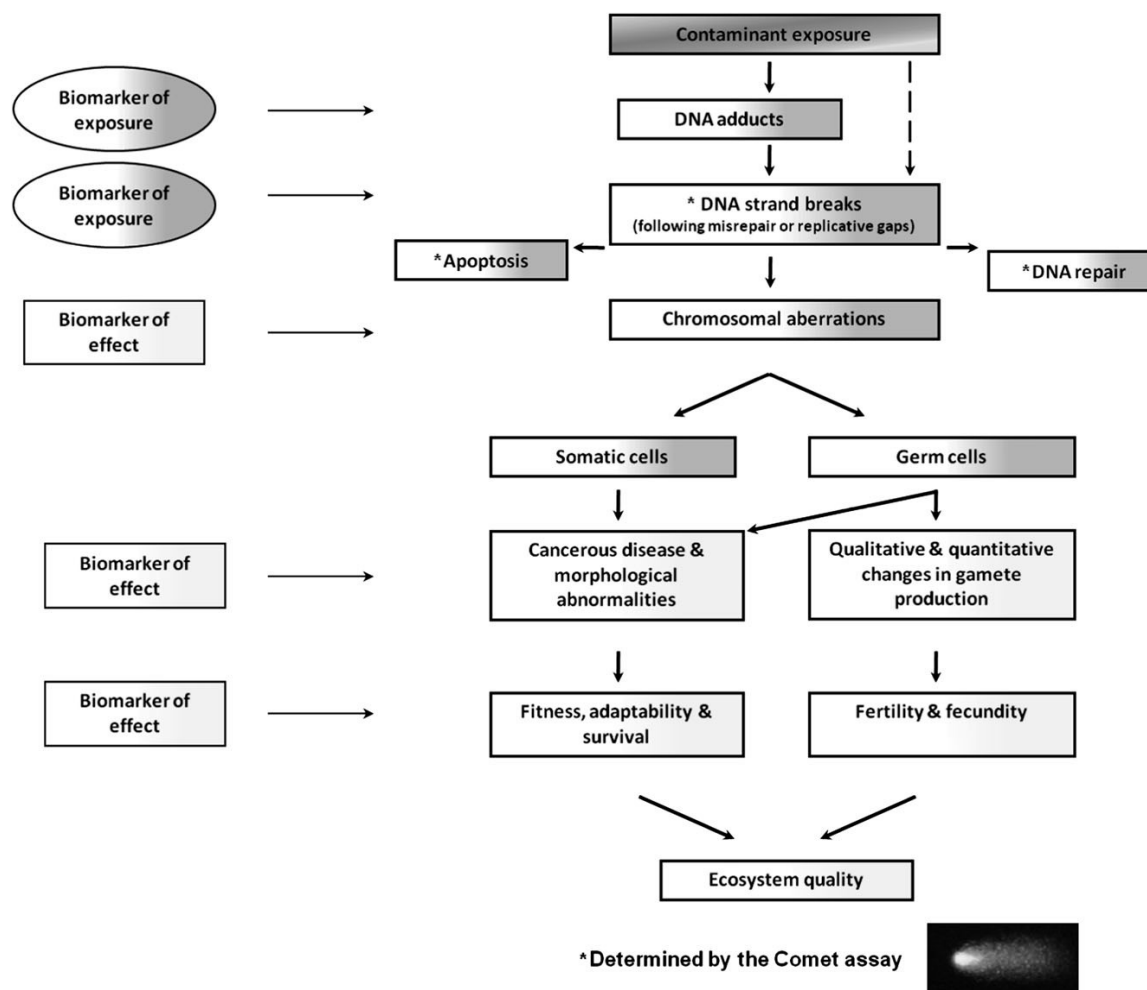 Contaminant exposure
Biomarker of
exposure
DNA adducts
Biomarker of
exposure
* DNA strand breaks
(following misrepair or replicative gaps)
*Apoptosis
*DNA repair
Biomarker of
effect
Chromosomal aberrations
Somatic cells
Germ cells
Biomarker of
effect
Cancerous disease &
morphological
abnormalities
Qualitative & quantitative
changes in gamete
production
Biomarker of
effect
Fitness, adaptability &
survival
Fertility & fecundity
Ecosystem quality
*Determined by the Comet assay